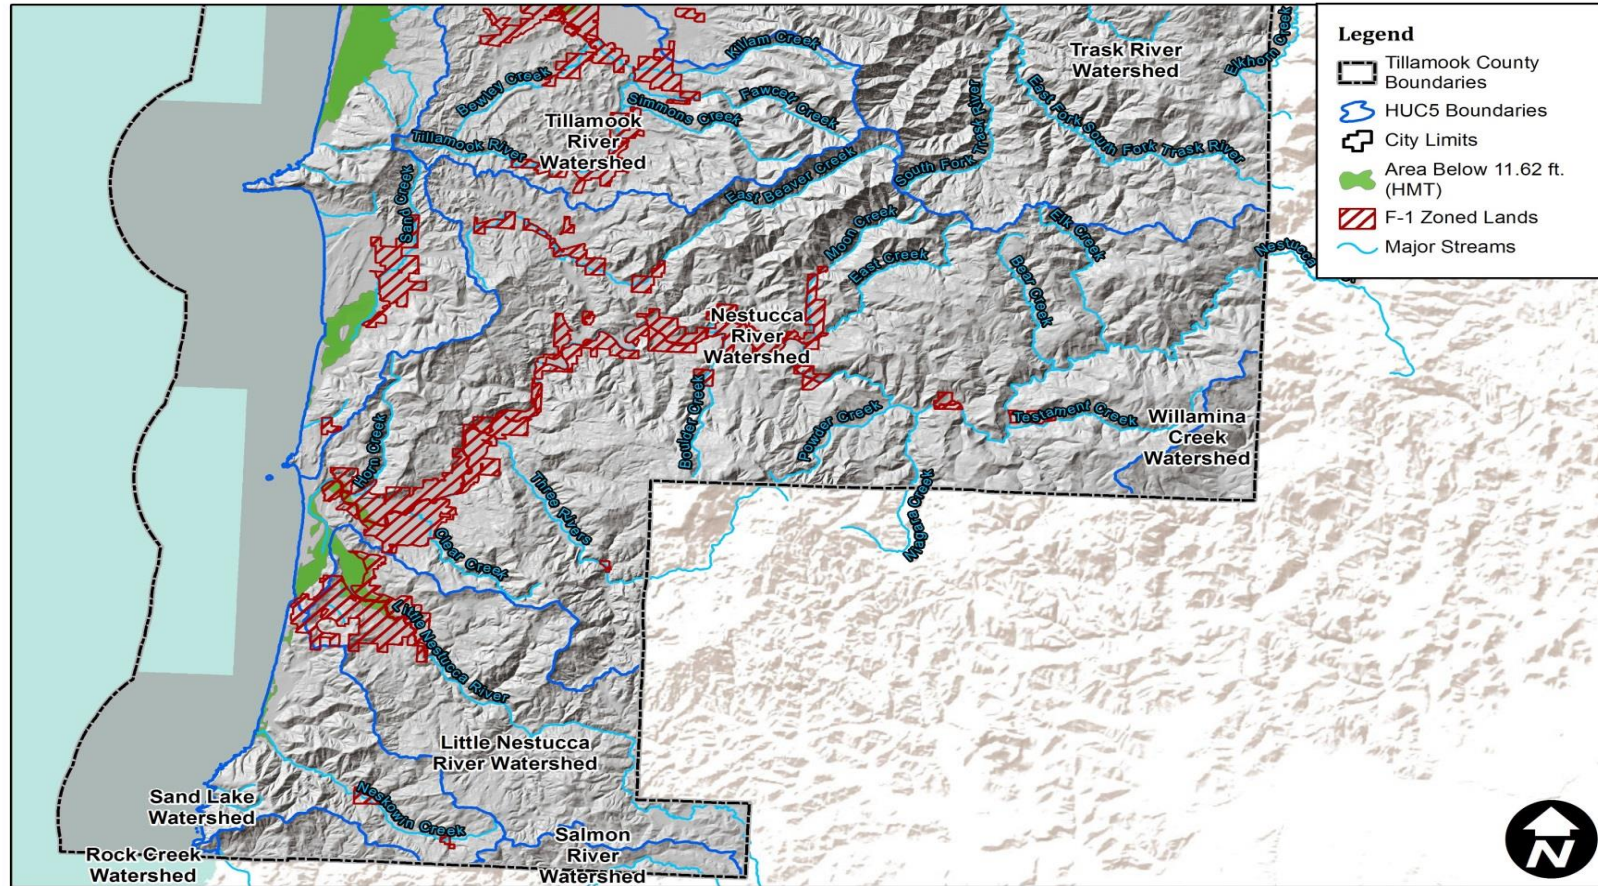 Legend
Tillamook County
Boundaries
HUC5 Boundaries
City Limits
Area Below 11.62 ft.
(HMT)
F-1 Zoned Lands
Major Streams
Trask River
Watershed
Elkhorn Creek
Killam Creek
Bewley Creek
Fawcett Creek
Simmons Creek
Tillamook
River
Watershed
Tillamook River
East Fork South Fork Trask River
South Fork Trask River
East Beaver Creek
Sand Creek
Moon Creek
East Creek
Elk Creek
Bear Creek
Nestucca
Nestucca
River
Watershed
Boulder Creek
Powder Creek
Testament Creek
Willamina
Creek
Watershed
Horn Creek
Three Rivers
Niagara Creek
Clear Creek
Little Nestucca River
Little Nestucca
River Watershed
Sand Lake
Watershed
Neskowin Creek
Salmon
River
Watershed
Rock Creek
Watershed
N